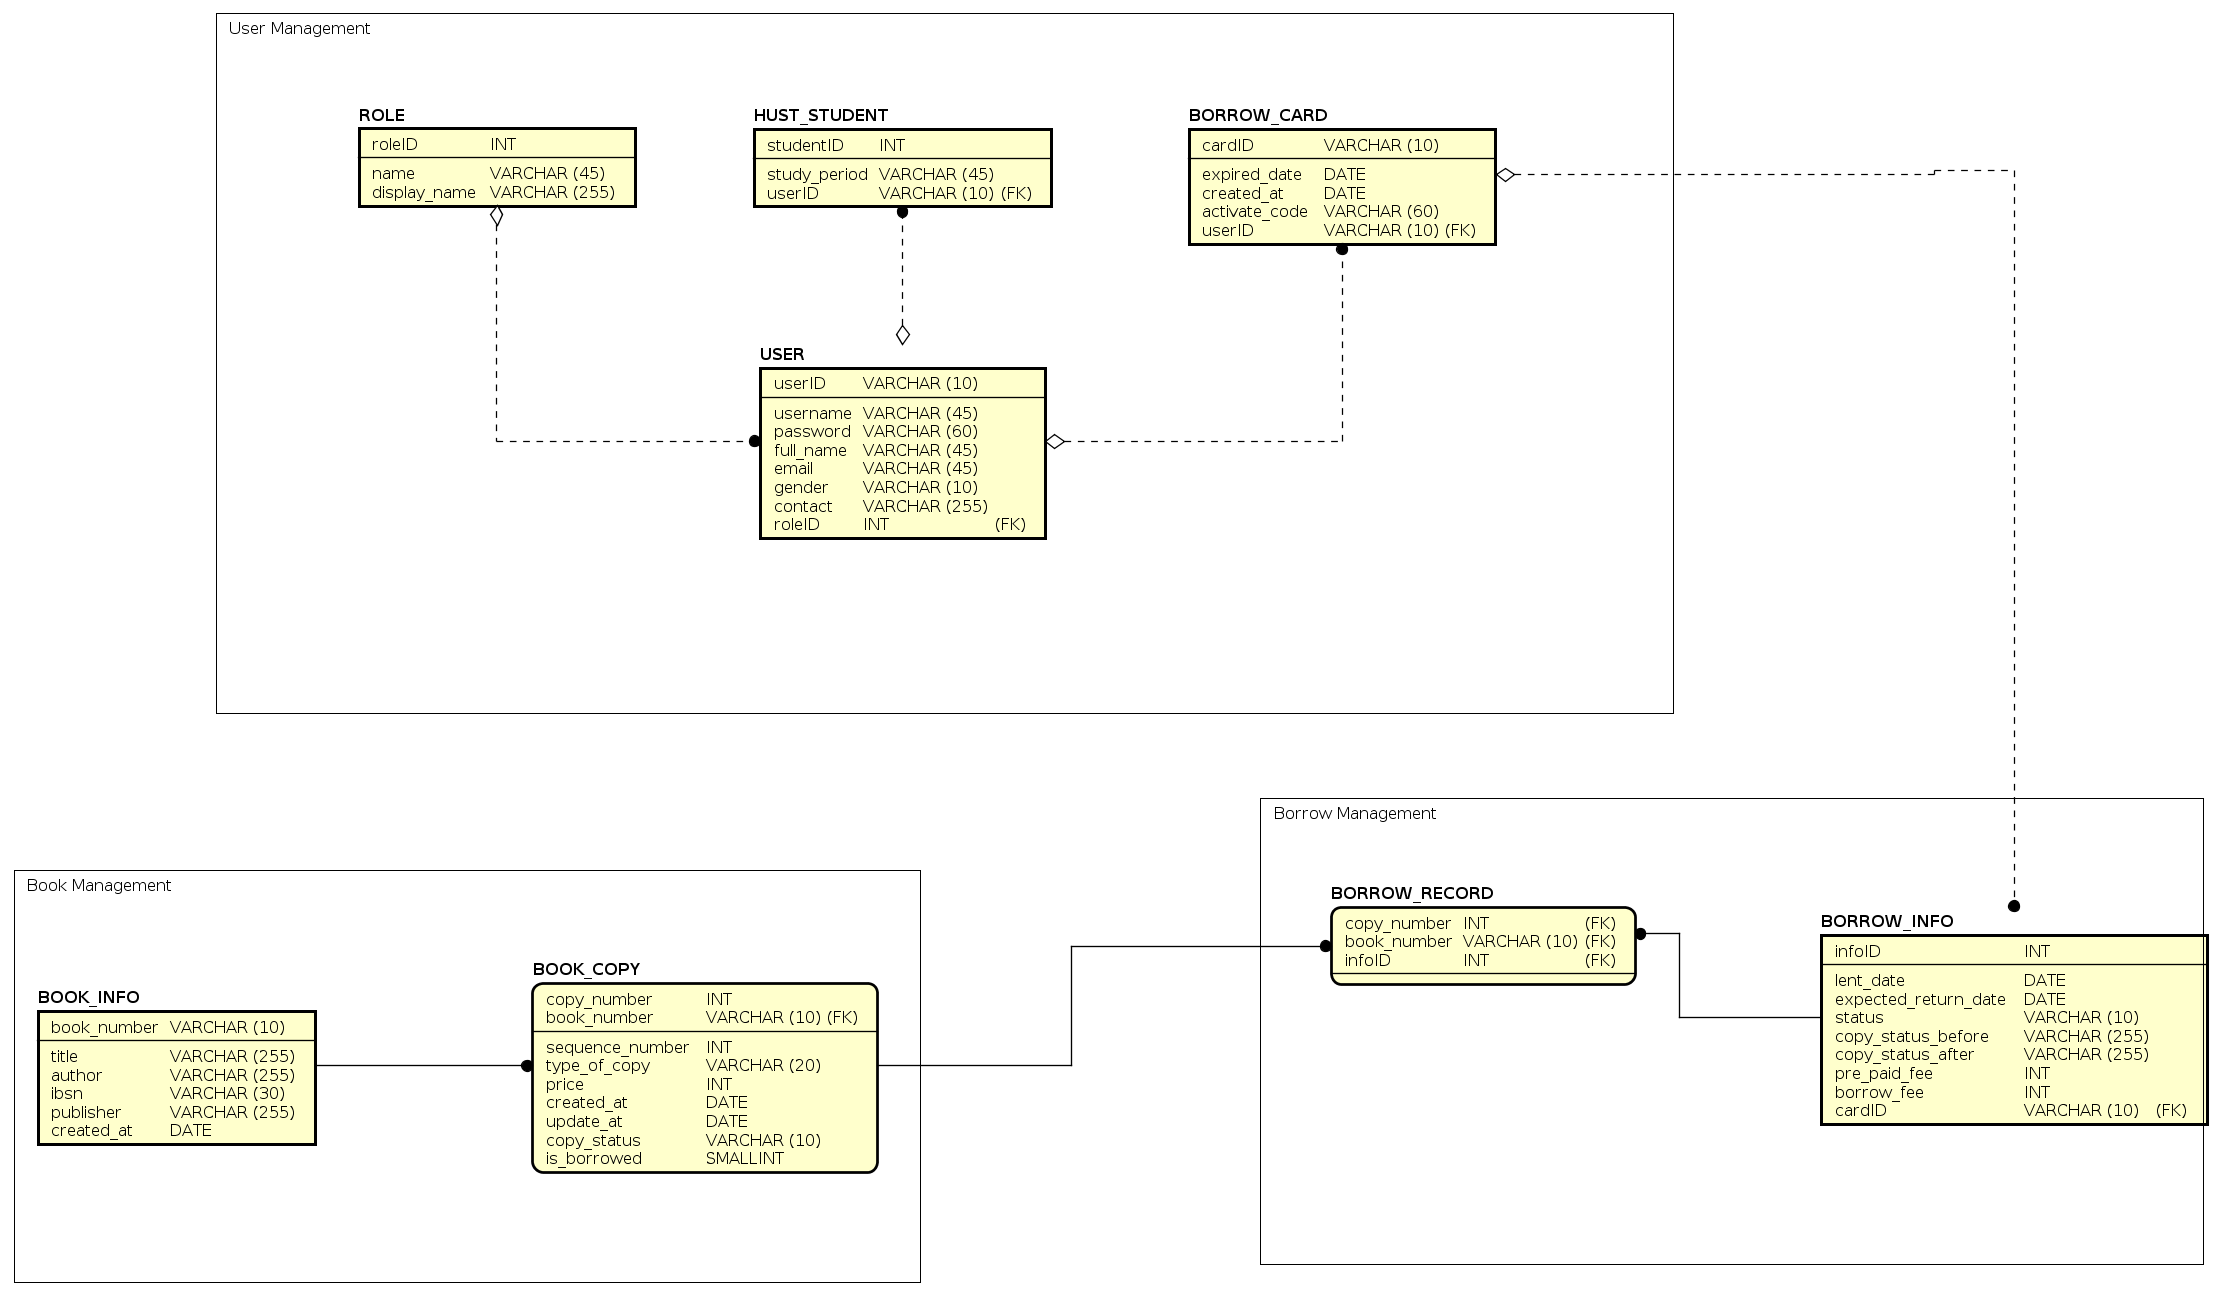 User Management
ROLE
roleID INT
name VARCHAR (45)
display_name VARCHAR (255)
HUST_STUDENT
studentID INT
study_period VARCHAR (45)
userID VARCHAR (10) (FK)
BORROW_CARD
cardID VARCHAR (10)
expired_date DATE
created_at DATE
activate_code VARCHAR (60)
userID VARCHAR (10) (FK)
USER
userID VARCHAR (10)
username VARCHAR (45)
password VARCHAR (60)
full_name VARCHAR (45)
email VARCHAR (45)
gender VARCHAR (10)
contact VARCHAR (255)
roleID INT (FK)
Book Management
BOOK_INFO
book_number VARCHAR (10)
title VARCHAR (255)
author VARCHAR (255)
ibsn VARCHAR (30)
publisher VARCHAR (255)
created_at DATE
BOOK_COPY
copy_number INT
book_number VARCHAR (10) (FK)
sequence_number INT
type_of_copy VARCHAR (20)
price INT
created_at DATE
update_at DATE
copy_status VARCHAR (10)
is_borrowed SMALLINT
Borrow Management
BORROW_RECORD
copy_number INT (FK)
book_number VARCHAR (10) (FK)
infoID INT (FK)
BORROW_INFO
infoID INT
lent_date DATE
expected_return_date DATE
status VARCHAR (10)
copy_status_before VARCHAR (255)
copy_status_after VARCHAR (255)
pre_paid_fee INT
borrow_fee INT
cardID VARCHAR (10) (FK)